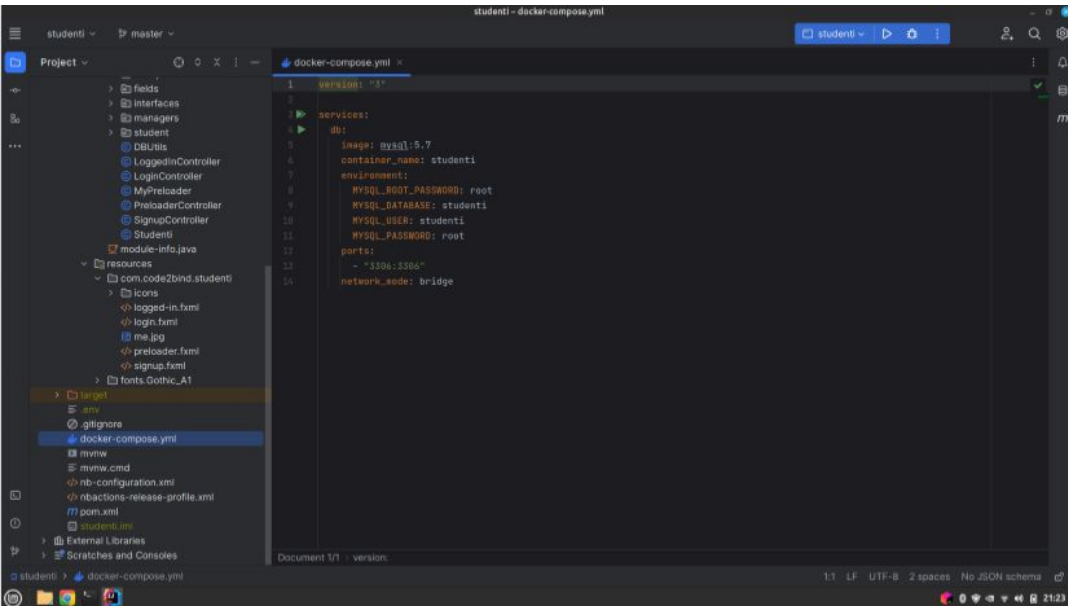 studenti – docker-compose.yml
studenti
master
studenti
Project
docker-compose.yml
fields
interfaces
managers
student
DBUtils
LoggedInController
LoginController
MyPreloader
PreloaderController
SignupController
Studenti
module-info.java
resources
com.code2bind.studenti
icons
logged-in.fxml
login.fxml
me.jpg
preloader.fxml
signup.fxml
fonts.Gothic_A1
target
.env
.gitignore
docker-compose.yml
mvnw
mvnw.cmd
nb-configuration.xml
nbactions-release-profile.xml
pom.xml
studenti.iml
External Libraries
Scratches and Consoles
1 version: "3"
2
3 services:
4 db:
5 image: mysql:5.7
6 container_name: studenti
7 environment:
8 MYSQL_ROOT_PASSWORD: root
9 MYSQL_DATABASE: studenti
10 MYSQL_USER: studenti
11 MYSQL_PASSWORD: root
12 ports:
13 - "3306:3306"
14 network_mode: bridge
Document 1/1 › version:
studenti › docker-compose.yml
1:1 LF UTF-8 2 spaces No JSON schema
21:23